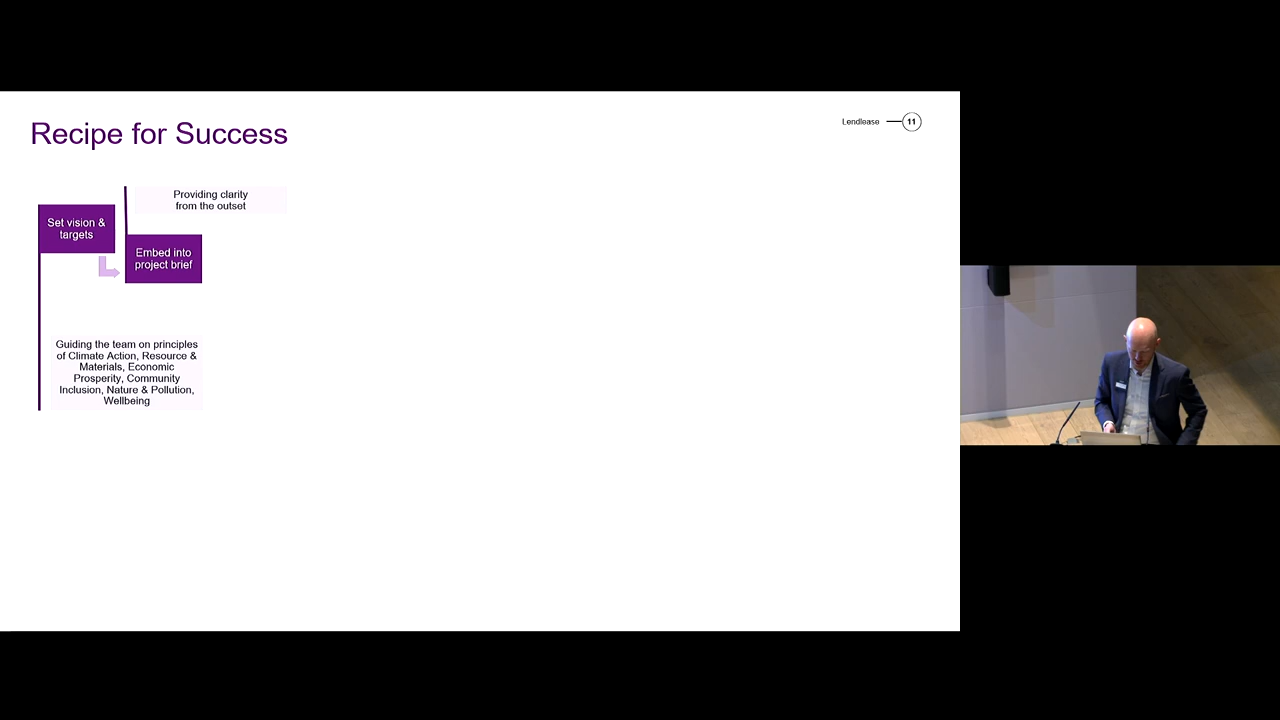 Recipe for Success
Lendlease
11
Providing clarity
from the outset
Set vision &
targets
Embed into
project brief
Guiding the team on principles
of Climate Action, Resource &
Materials, Economic
Prosperity, Community
Inclusion, Nature & Pollution,
Wellbeing